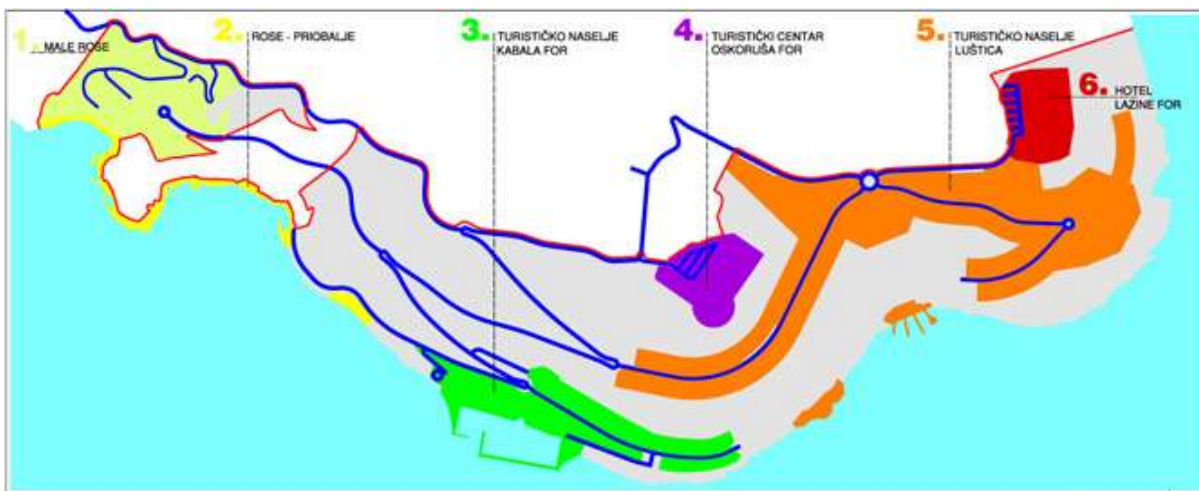 1. MALE ROSE
2. ROSE - PRIOBALJE
3. TURISTIČKO NASELJE
KABALA FOR
4. TURISTIČKI CENTAR
OSKORUŠA FOR
5. TURISTIČKO NASELJE
LUŠTICA
6. HOTEL
LAZINE FOR